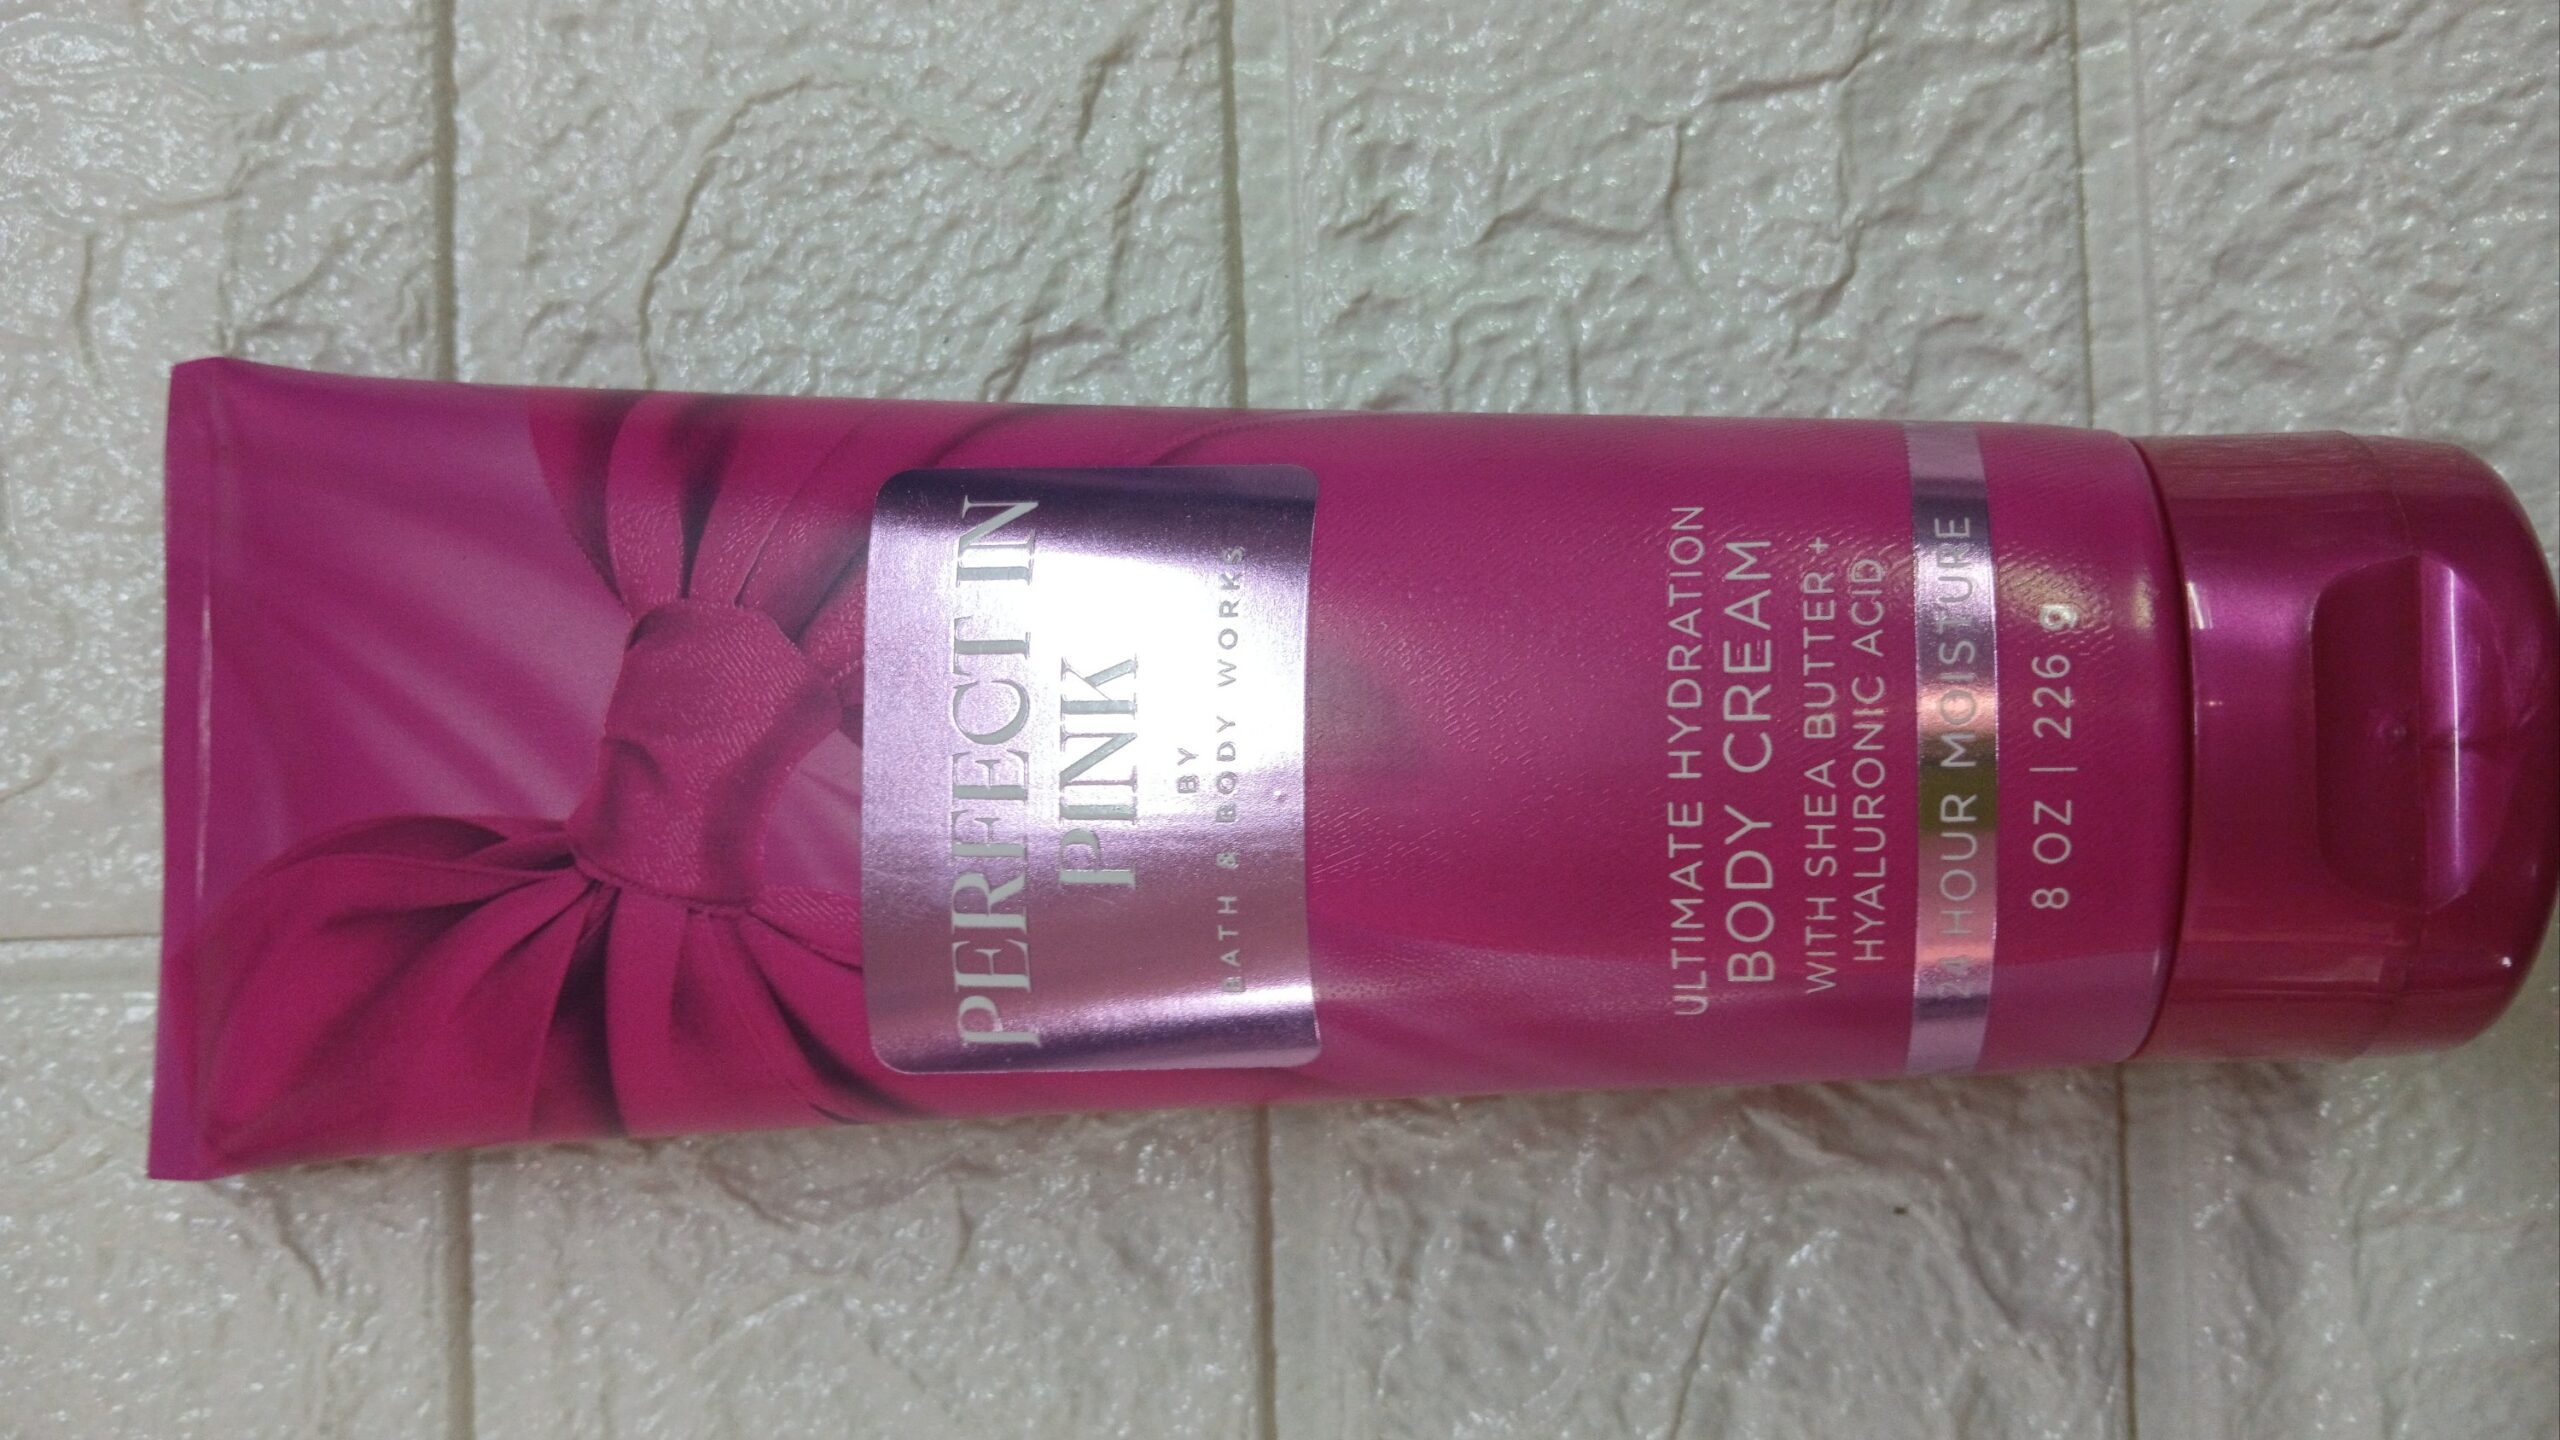 PERFECT IN
PINK
BY
BATH & BODY WORKS
ULTIMATE HYDRATION
BODY CREAM
WITH SHEA BUTTER +
HYALURONIC ACID
24 HOUR MOISTURE
8 OZ | 226 g